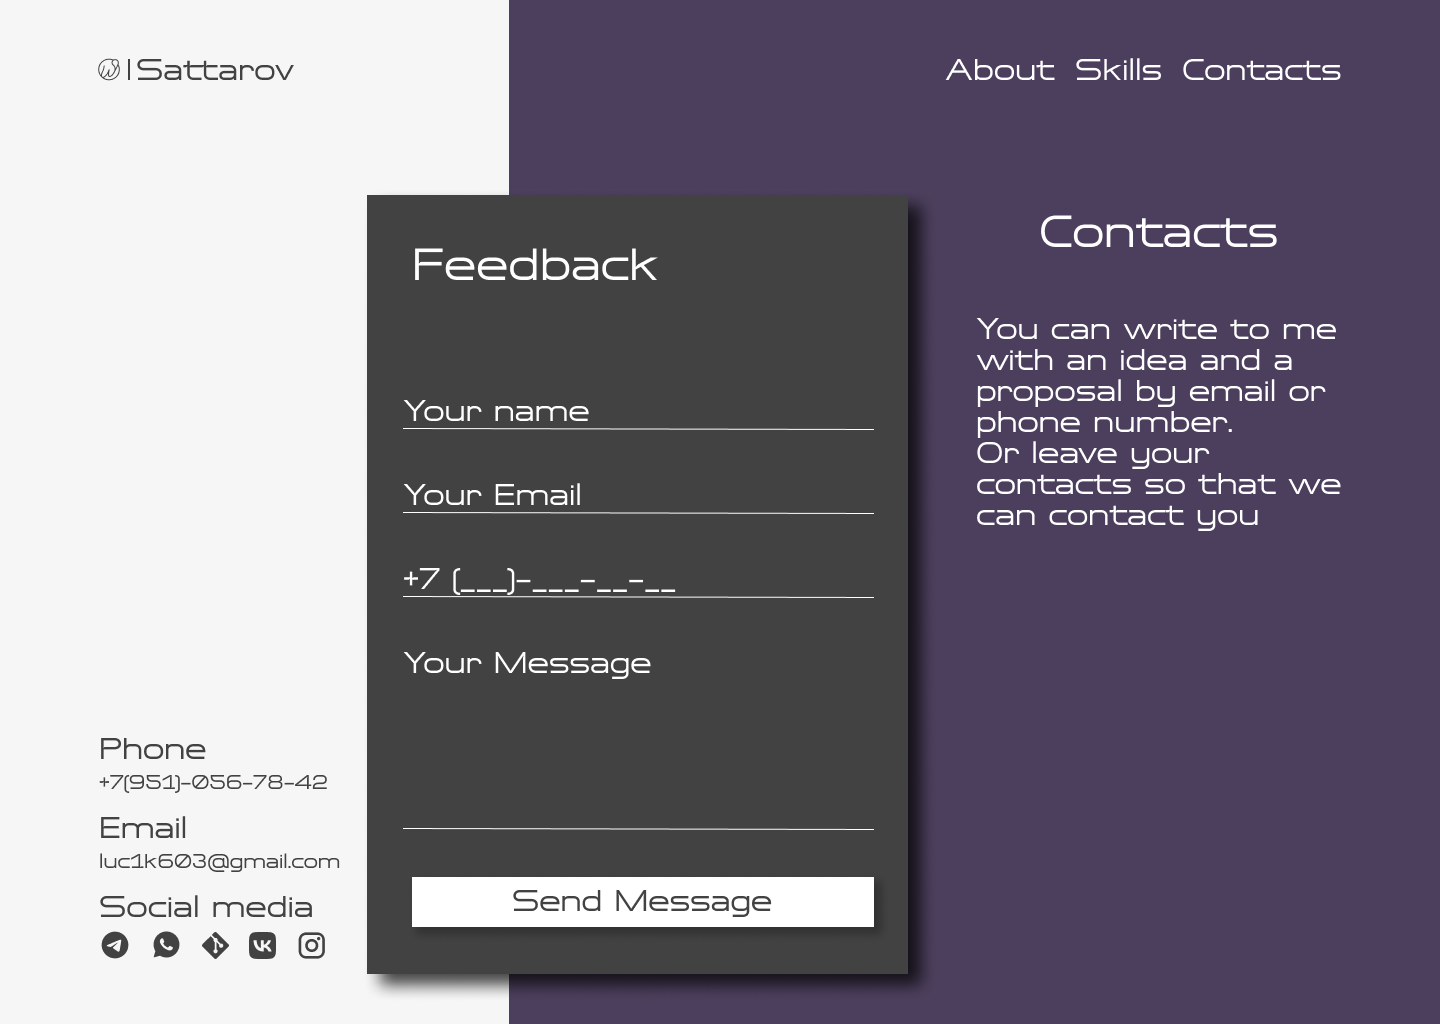 | Sattarov
About Skills Contacts
Feedback
Your name
Your Email
+7 (___)-___-__-__
Your Message
Send Message
Contacts
You can write to me
with an idea and a
proposal by email or
phone number.
Or leave your
contacts so that we
can contact you
Phone
+7(951)-056-78-42
Email
luc1k603@gmail.com
Social media